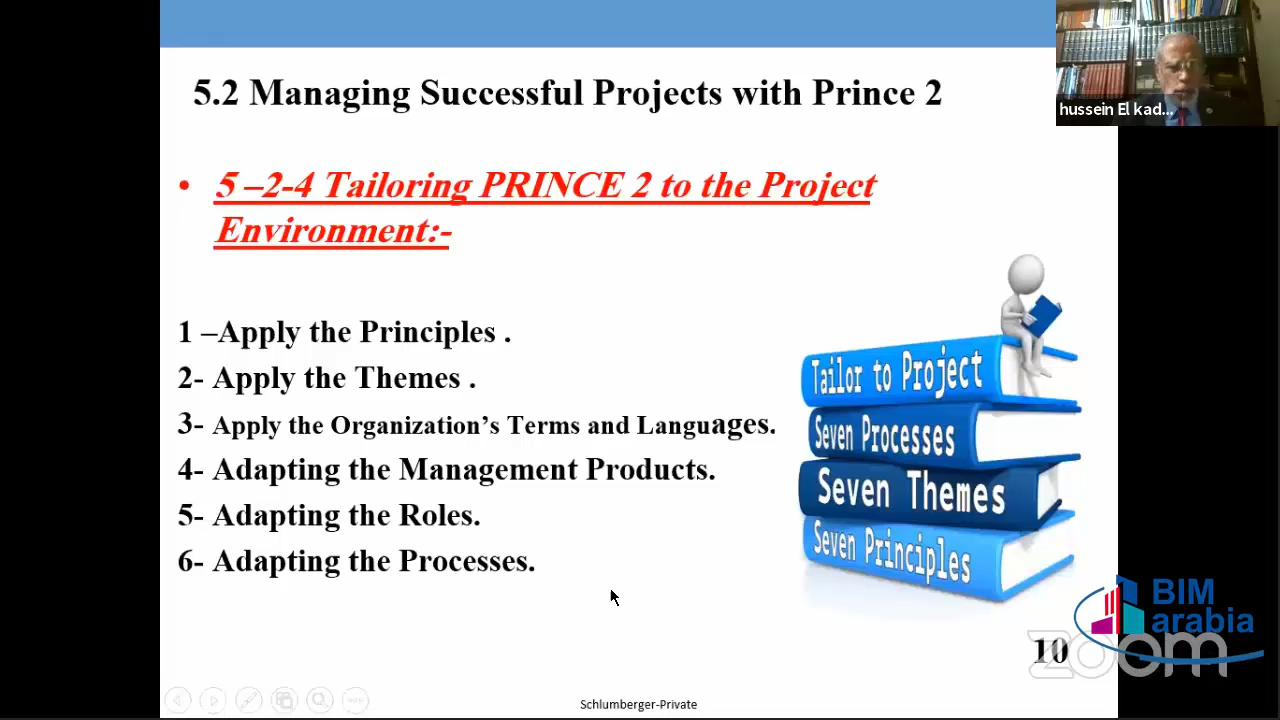 5.2 Managing Successful Projects with Prince 2
hussein El kad...
• 5 –2-4 Tailoring PRINCE 2 to the Project
Environment:-
1 –Apply the Principles .
2- Apply the Themes .
3- Apply the Organization’s Terms and Languages.
4- Adapting the Management Products.
5- Adapting the Roles.
6- Adapting the Processes.
Tailor to Project
Seven Processes
Seven Themes
Seven Principles
BIM
arabia
zoom
10
Schlumberger-Private